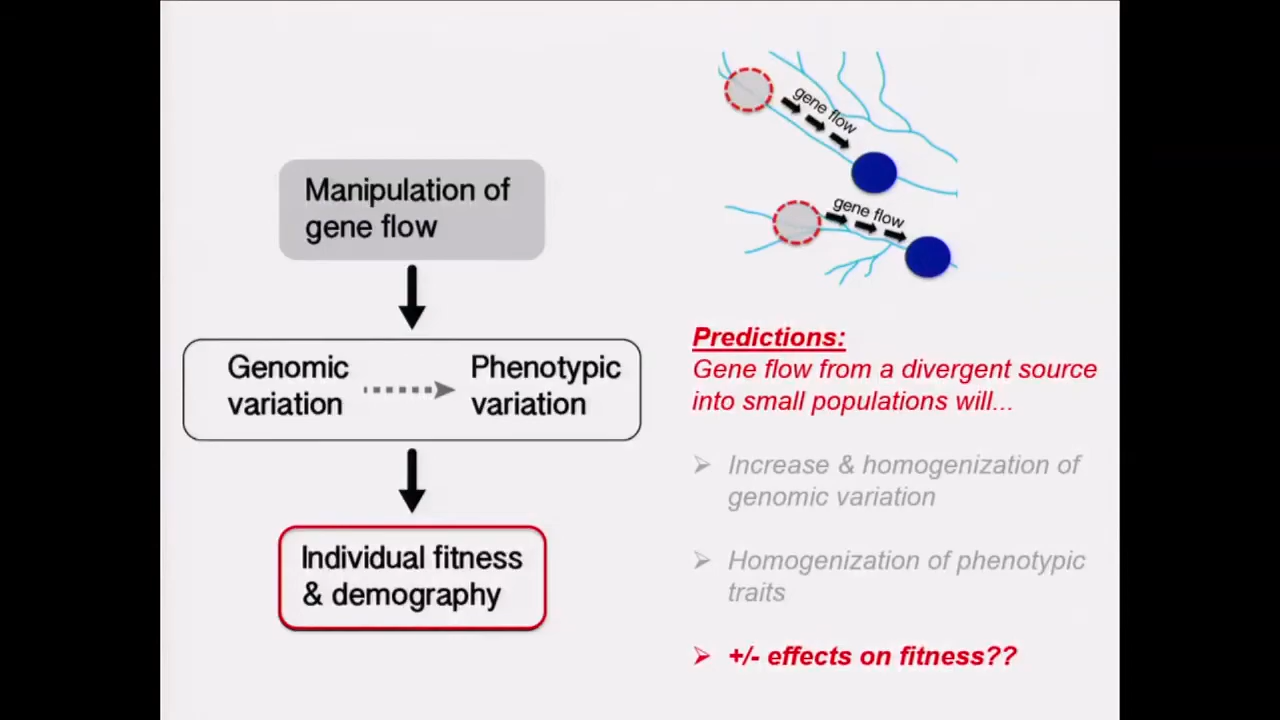 gene flow
gene flow
Manipulation of
gene flow
Genomic
variation
Phenotypic
variation
Individual fitness
& demography
Predictions:
Gene flow from a divergent source
into small populations will...
➢ Increase & homogenization of
genomic variation
➢ Homogenization of phenotypic
traits
➢ +/- effects on fitness??